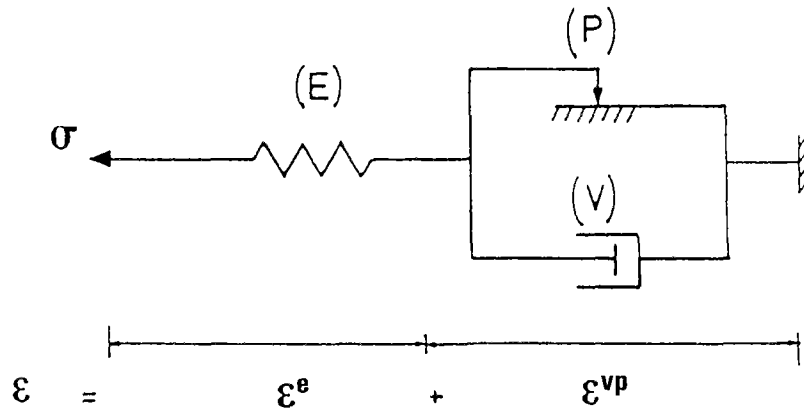 (P)
(E)
σ
(V)
ε = εᵉ + εᵛᵖ